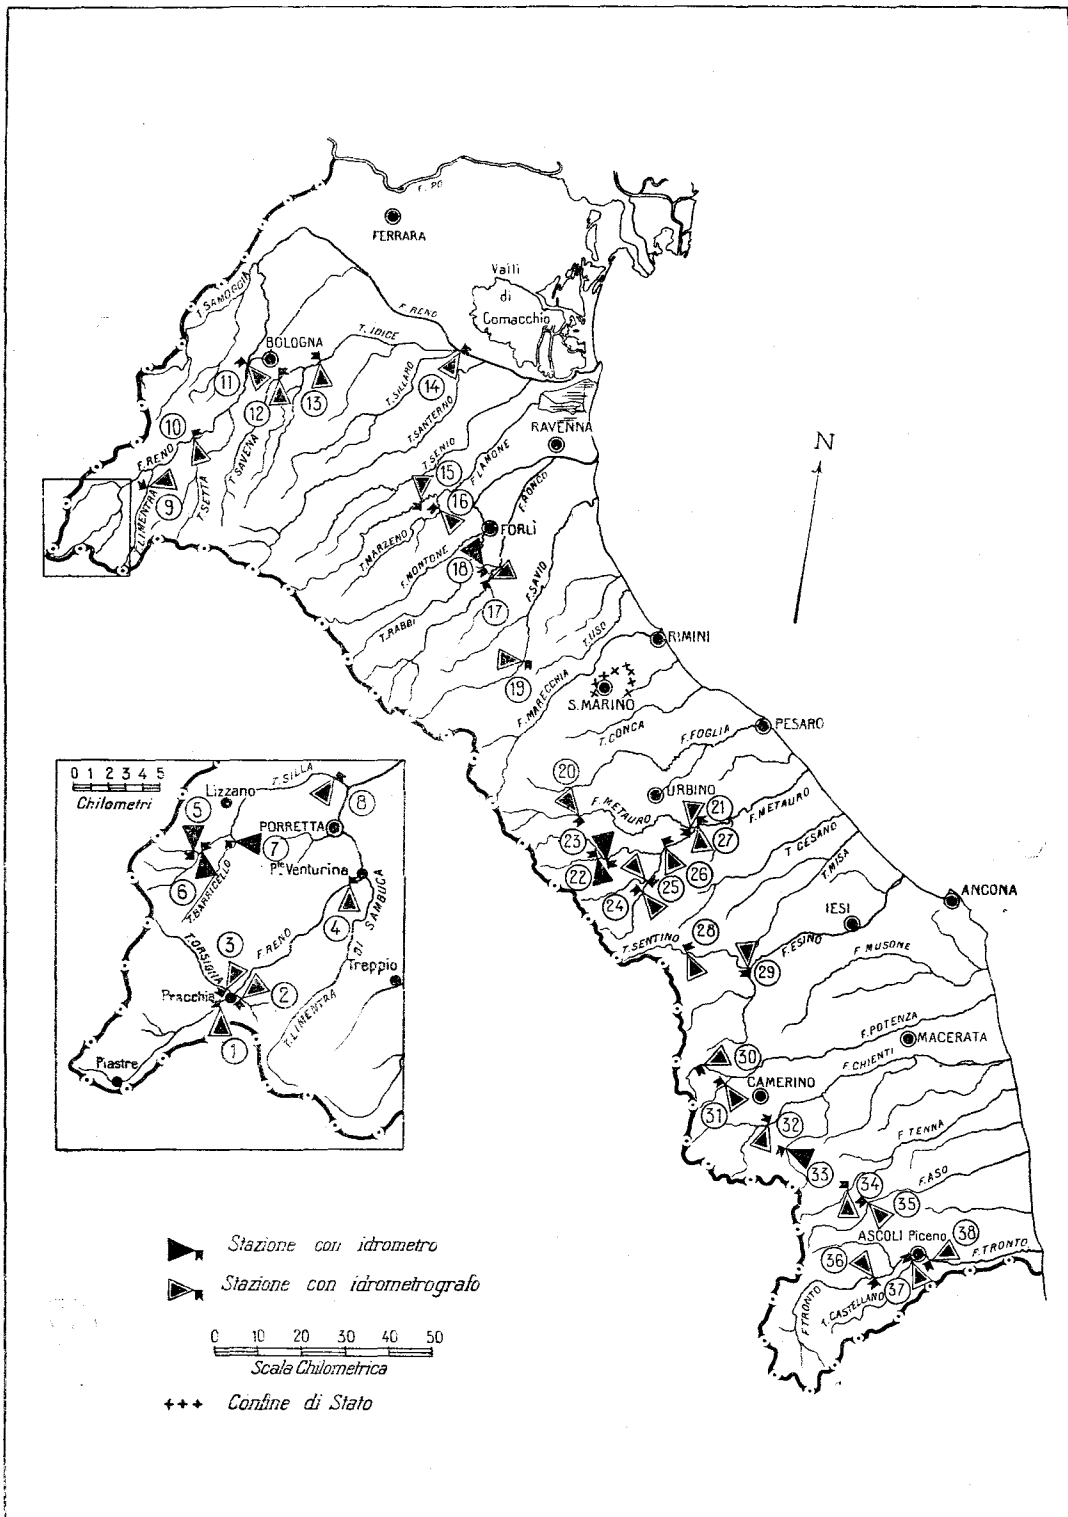 F. PO
FERRARA
Valli
di
Comacchio
T. SAMOGGIA
F. RENO
T. IDICE
BOLOGNA
11
12
13
14
T. SILLARO
T. SANTERNO
RAVENNA
10
F. RENO
T. SAVENA
T. SENIO
F. LAMONE
15
16
F. RONCO
N
9
T. LIMENTRA
T. SETTA
FORLÌ
T. MARZENO
F. MONTONE
18
17
F. SAVIO
T. RABBI
T. USO
RIMINI
19
F. MARECCHIA
S. MARINO
T. CONCA
F. FOGLIA
PESARO
20
URBINO
F. METAURO
21
F. METAURO
23
27
T. CESANO
22
26
T. MISA
24
25
ANCONA
IESI
28
T. SENTINO
F. ESINO
29
F. MUSONE
F. POTENZA
30
MACERATA
F. CHIENTI
CAMERINO
31
32
F. TENNA
33
34
F. ASO
35
ASCOLI Piceno
38
36
F. TRONTO
F. TRONTO
T. CASTELLANO
37
0 1 2 3 4 5
Chilometri
T. SILLA
Lizzano
8
5
PORRETTA
7
Pte Venturina
6
T. BARRICELLO
4
T. ORSIGNA
3
F. RENO
T. LIMENTRA DI SAMBUCA
Treppio
Pracchia
2
1
Piastre
Stazione con idrometro
Stazione con idrometrografo
0 10 20 30 40 50
Scala Chilometrica
+++ Confine di Stato